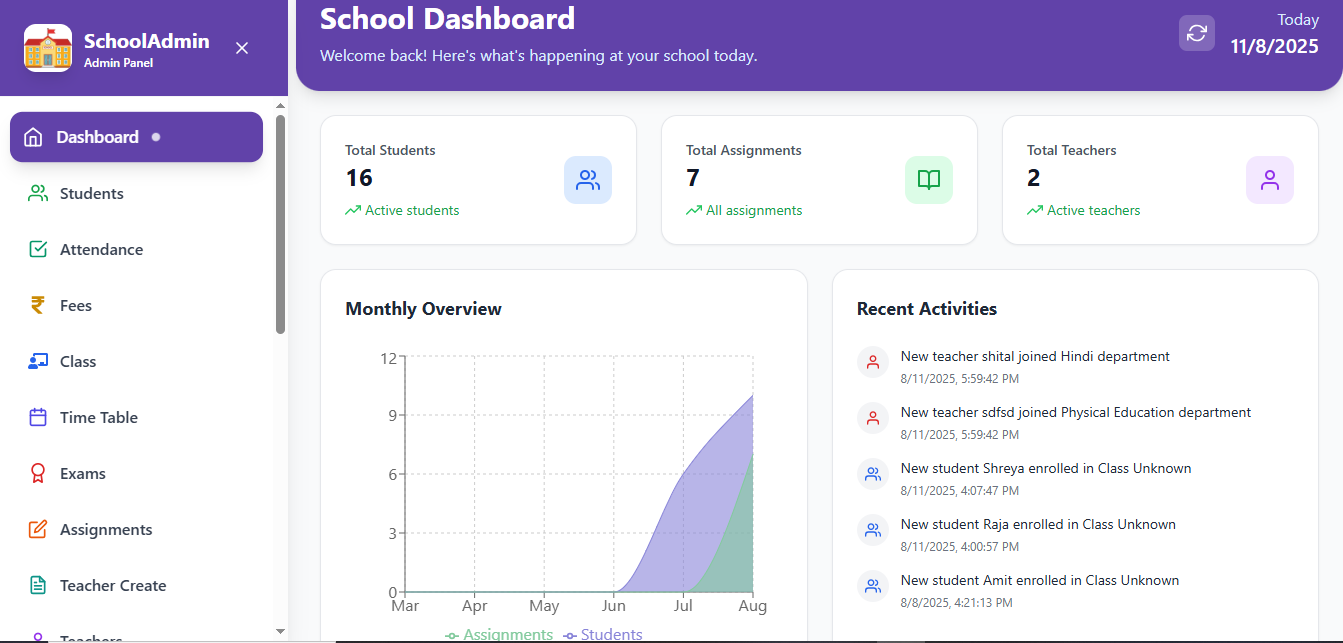 SchoolAdmin
Admin Panel
Dashboard
Students
Attendance
₹ Fees
Class
Time Table
Exams
Assignments
Teacher Create
Teachers
School Dashboard
Welcome back! Here's what's happening at your school today.
Today
11/8/2025
Total Students
16
Active students
Total Assignments
7
All assignments
Total Teachers
2
Active teachers
Monthly Overview
12
9
6
3
0
Mar Apr May Jun Jul Aug
Assignments Students
Recent Activities
New teacher shital joined Hindi department
8/11/2025, 5:59:42 PM
New teacher sdfsd joined Physical Education department
8/11/2025, 5:59:42 PM
New student Shreya enrolled in Class Unknown
8/11/2025, 4:07:47 PM
New student Raja enrolled in Class Unknown
8/11/2025, 4:00:57 PM
New student Amit enrolled in Class Unknown
8/8/2025, 4:21:13 PM